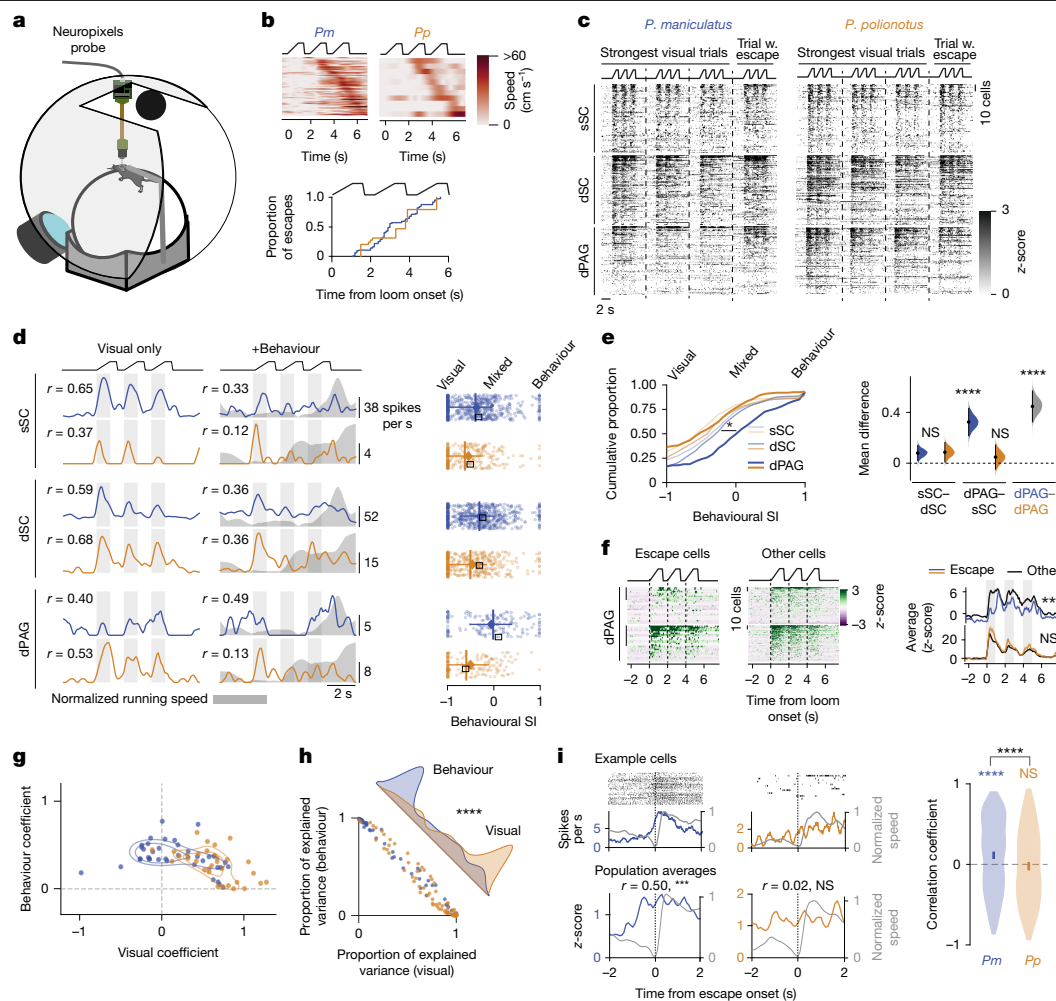 a
Neuropixels
probe
b
Pm
Pp
>60
Speed
(cm s⁻¹)
0
0 2 4 6
0 2 4 6
Time (s)
Time (s)
Proportion
of escapes
1.0
0.5
0
0 2 4 6
Time from loom onset (s)
c
P. maniculatus
P. polionotus
Strongest visual trials
Trial w.
escape
Strongest visual trials
Trial w.
escape
sSC
dSC
dPAG
10 cells
3
z-score
0
2 s
d
Visual only
+Behaviour
Visual
Mixed
Behaviour
sSC
r = 0.65
r = 0.33
38 spikes
per s
r = 0.37
r = 0.12
4
dSC
r = 0.59
r = 0.36
52
r = 0.68
r = 0.36
15
dPAG
r = 0.40
r = 0.49
5
r = 0.53
r = 0.13
8
2 s
Normalized running speed
–1 0 1
Behavioural SI
e
Visual
Mixed
Behaviour
Cumulative proportion
1.00
0.75
0.50
0.25
0
*
sSC
dSC
dPAG
–1 0 1
Behavioural SI
Mean difference
0.4
0
NS
****
NS
****
sSC–
dSC
dPAG–
sSC
dPAG–
dPAG
f
Escape cells
Other cells
dPAG
10 cells
3
–3
z-score
0 2 4 6
0 2 4 6
Time from loom
onset (s)
Escape
Othe
Average
(z-score)
6
0
20
0
**
NS
–2 0 2 4 6
g
Behaviour coefficient
1
0
–1 0 1
Visual coefficient
h
Behaviour
****
Visual
Proportion of explained
variance (behaviour)
1
0
0 1
Proportion of explained
variance (visual)
i
Example cells
Spikes
per s
5
0
1
0
2
0
1
0
Normalized
speed
Population averages
r = 0.50, ***
r = 0.02, NS
z-score
1
0
1
0
2
1
0
1
0
Normalized
speed
–2 0 2
–2 0 2
Time from escape onset (s)
****
****
NS
Correlation coefficient
1
0
–1
Pm
Pp